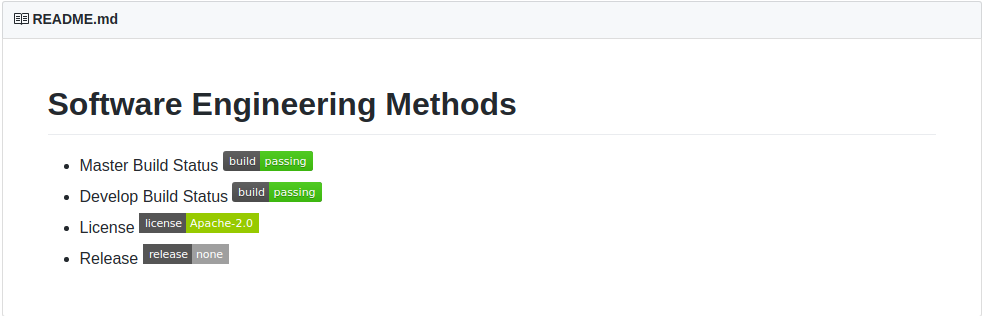 README.md
Software Engineering Methods
Master Build Status build passing
Develop Build Status build passing
License license Apache-2.0
Release release none